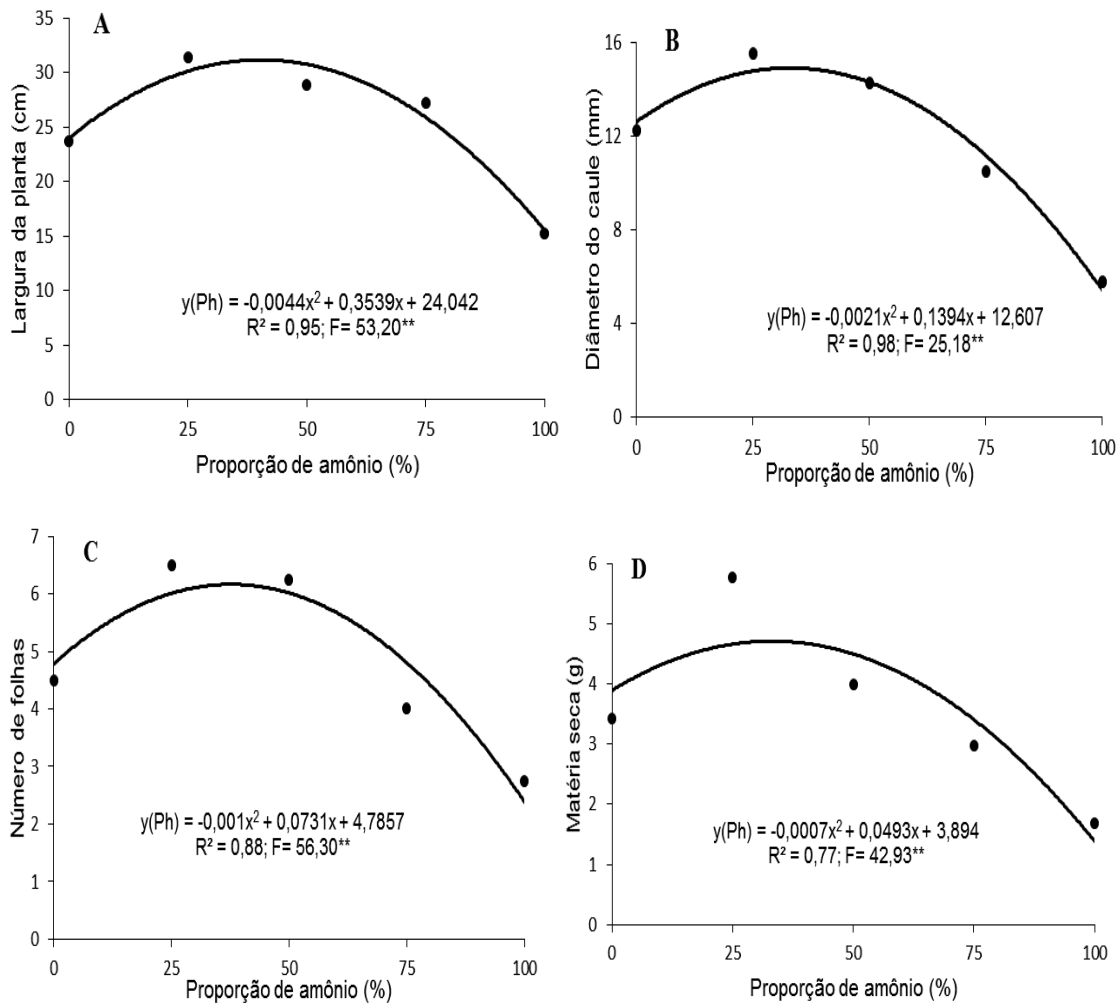 A
Largura da planta (cm)
35
30
25
20
15
10
5
0
y(Ph) = -0,0044x² + 0,3539x + 24,042
R² = 0,95; F= 53,20**
0 25 50 75 100
Proporção de amônio (%)
B
Diâmetro do caule (mm)
16
12
8
4
0
y(Ph) = -0,0021x² + 0,1394x + 12,607
R² = 0,98; F= 25,18**
0 25 50 75 100
Proporção de amônio (%)
C
Número de folhas
7
6
5
4
3
2
1
0
y(Ph) = -0,001x² + 0,0731x + 4,7857
R² = 0,88; F= 56,30**
0 25 50 75 100
Proporção de amônio (%)
D
Matéria seca (g)
6
5
4
3
2
1
0
y(Ph) = -0,0007x² + 0,0493x + 3,894
R² = 0,77; F= 42,93**
0 25 50 75 100
Proporção de amônio (%)